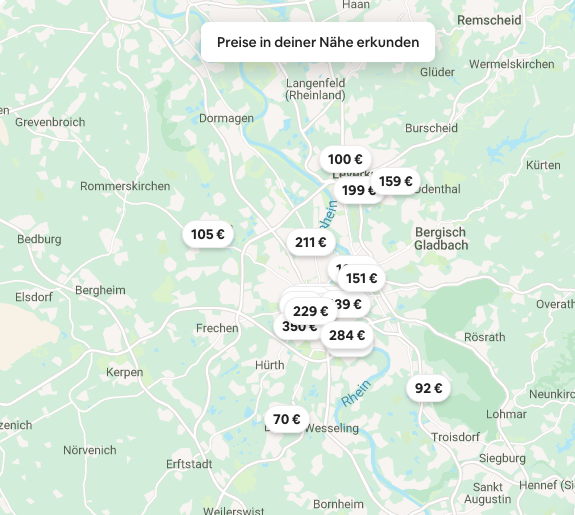 Haan
Remscheid
Preise in deiner Nähe erkunden
Wermelskirchen
Glüder
Langenfeld
(Rheinland)
Dormagen
Grevenbroich
Burscheid
100 €
Kürten
159 €
199 €
Rommerskirchen
105 €
211 €
Bergisch
Gladbach
Bedburg
151 €
Elsdorf
Bergheim
229 €
350 €
284 €
Overath
Frechen
Rösrath
Hürth
Kerpen
92 €
Rhein
70 €
Wesseling
Lohmar
Troisdorf
Nörvenich
Erftstadt
Siegburg
Sankt
Augustin
Hennef
Bornheim
Weilerswist